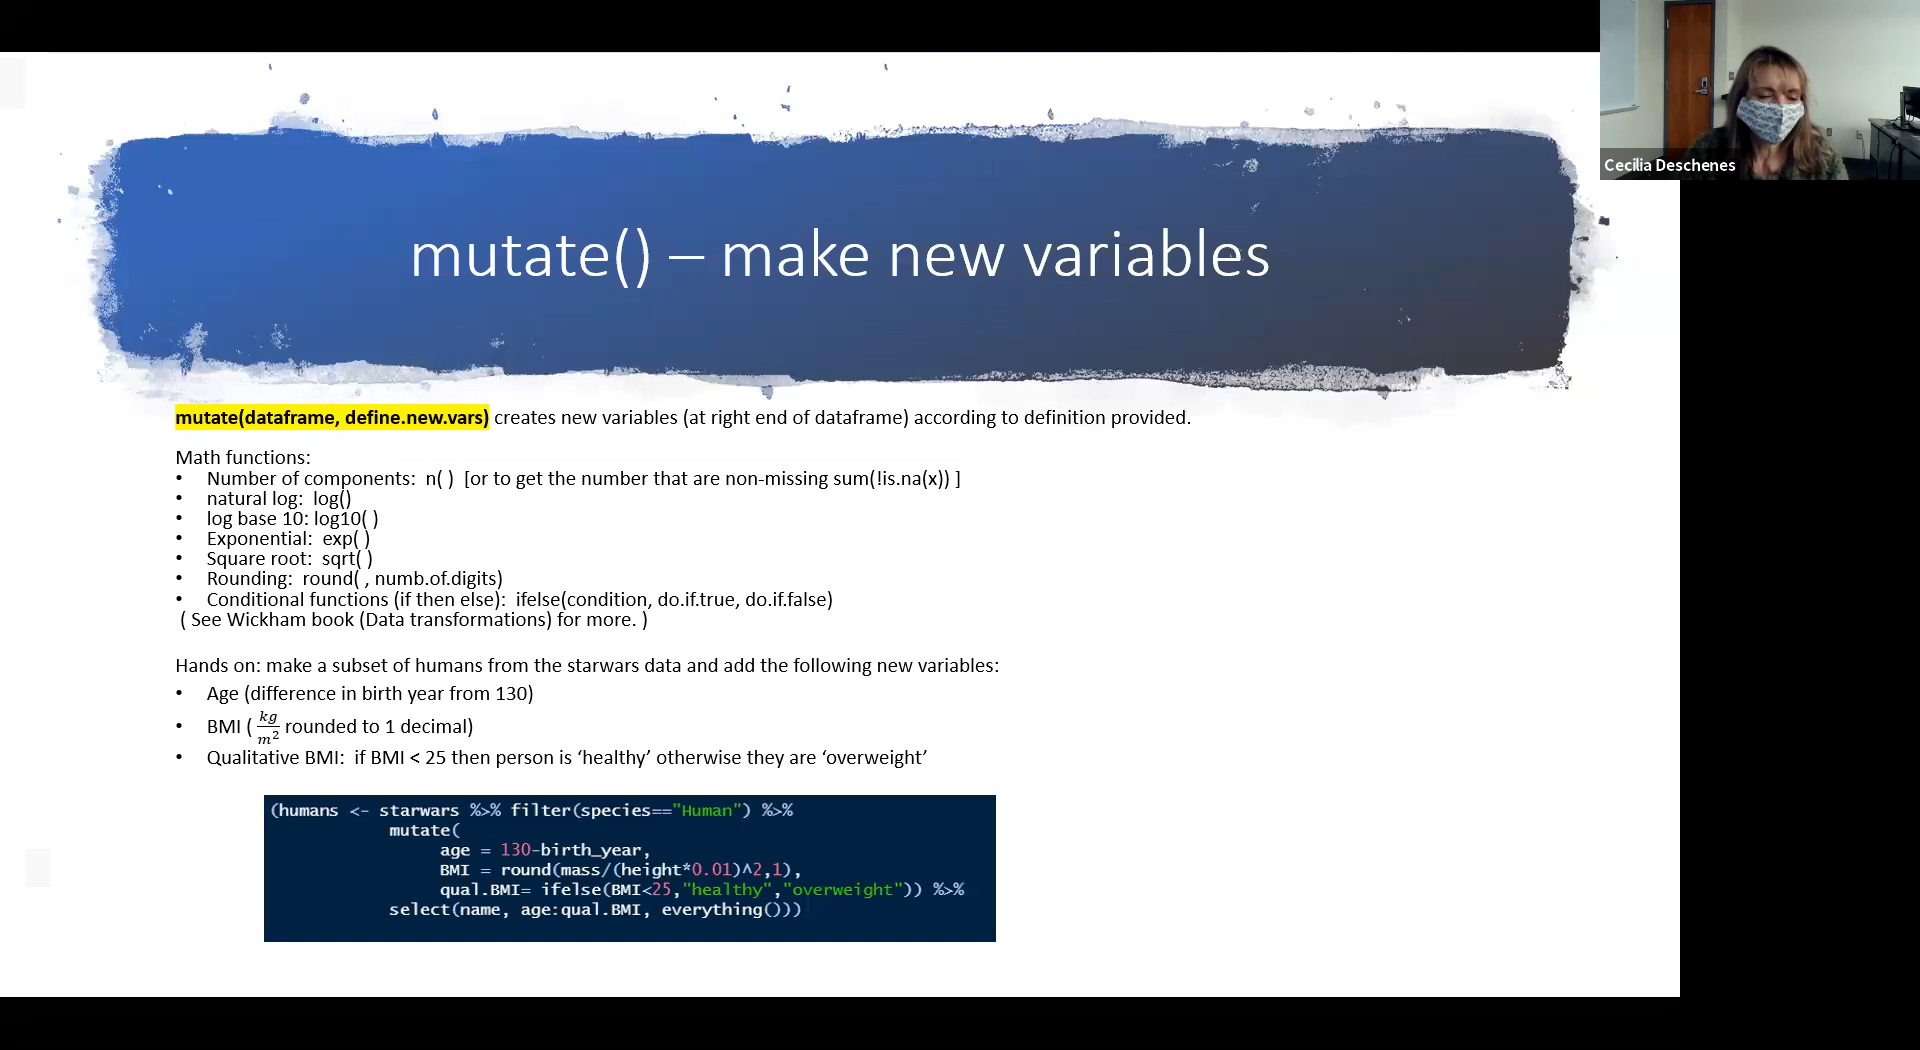 mutate() – make new variables
Cecilia Deschenes
mutate(dataframe, define.new.vars) creates new variables (at right end of dataframe) according to definition provided.
Math functions:
• Number of components: n( ) [or to get the number that are non-missing sum(!is.na(x)) ]
• natural log: log()
• log base 10: log10( )
• Exponential: exp( )
• Square root: sqrt( )
• Rounding: round( , numb.of.digits)
• Conditional functions (if then else): ifelse(condition, do.if.true, do.if.false)
( See Wickham book (Data transformations) for more. )
Hands on: make a subset of humans from the starwars data and add the following new variables:
• Age (difference in birth year from 130)
• BMI ( kg/m² rounded to 1 decimal)
• Qualitative BMI: if BMI < 25 then person is ‘healthy’ otherwise they are ‘overweight’
(humans <- starwars %>% filter(species=="Human") %>%
mutate(
age = 130-birth_year,
BMI = round(mass/(height*0.01)^2,1),
qual.BMI= ifelse(BMI<25,"healthy","overweight")) %>%
select(name, age:qual.BMI, everything()))